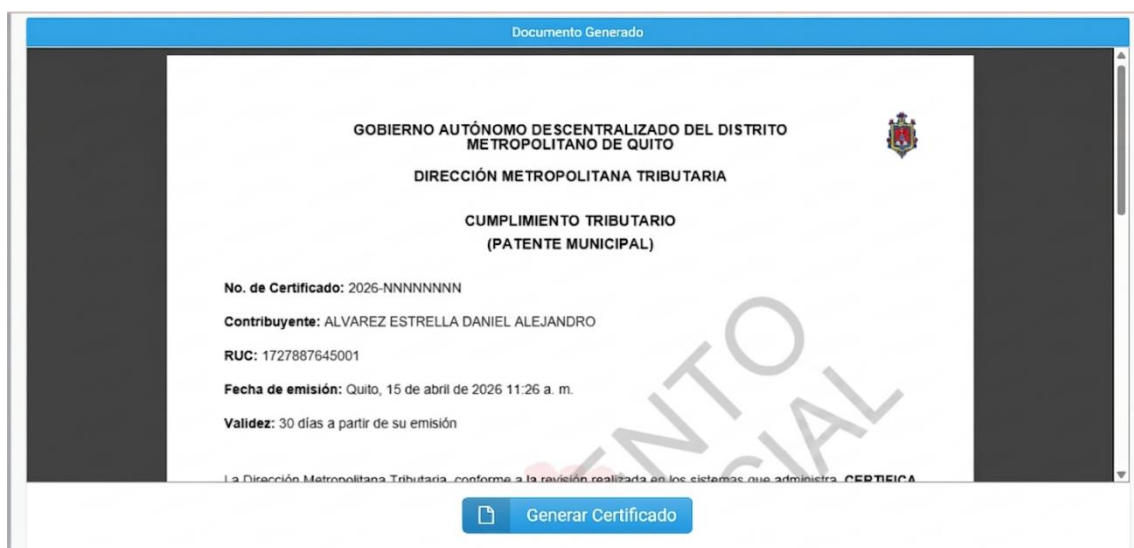 Documento Generado
GOBIERNO AUTÓNOMO DESCENTRALIZADO DEL DISTRITO
METROPOLITANO DE QUITO
DIRECCIÓN METROPOLITANA TRIBUTARIA
CUMPLIMIENTO TRIBUTARIO
(PATENTE MUNICIPAL)
No. de Certificado: 2026-NNNNNNNN
Contribuyente: ALVAREZ ESTRELLA DANIEL ALEJANDRO
RUC: 1727887645001
Fecha de emisión: Quito, 15 de abril de 2026 11:26 a. m.
Validez: 30 días a partir de su emisión
La Dirección Metropolitana Tributaria, conforme a la revisión realizada en los sistemas que administra, CERTIFICA
Generar Certificado